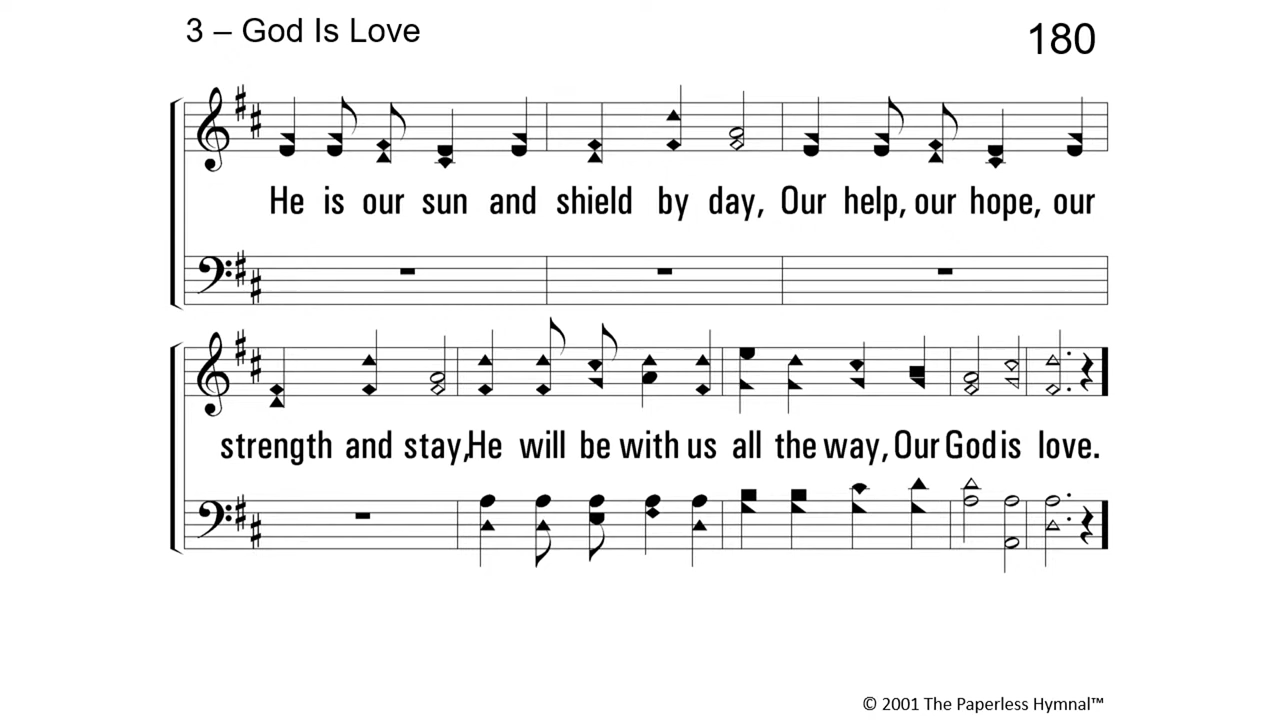 3 – God Is Love
180
He is our sun and shield by day, Our help, our hope, our
strength and stay, He will be with us all the way, Our God is love.
© 2001 The Paperless Hymnal™